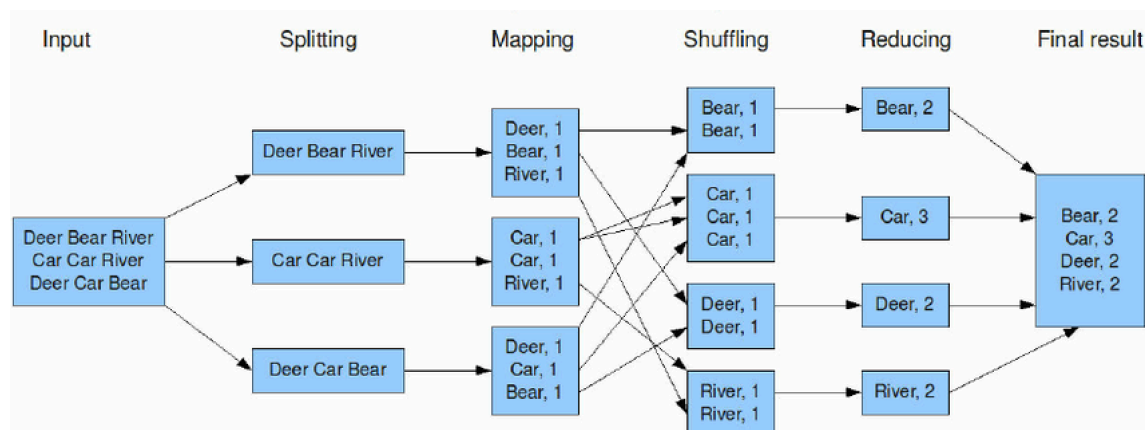 Input
Splitting
Mapping
Shuffling
Reducing
Final result
Deer Bear River
Car Car River
Deer Car Bear
Deer Bear River
Car Car River
Deer Car Bear
Deer, 1
Bear, 1
River, 1
Car, 1
Car, 1
River, 1
Deer, 1
Car, 1
Bear, 1
Bear, 1
Bear, 1
Car, 1
Car, 1
Car, 1
Deer, 1
Deer, 1
River, 1
River, 1
Bear, 2
Car, 3
Deer, 2
River, 2
Bear, 2
Car, 3
Deer, 2
River, 2